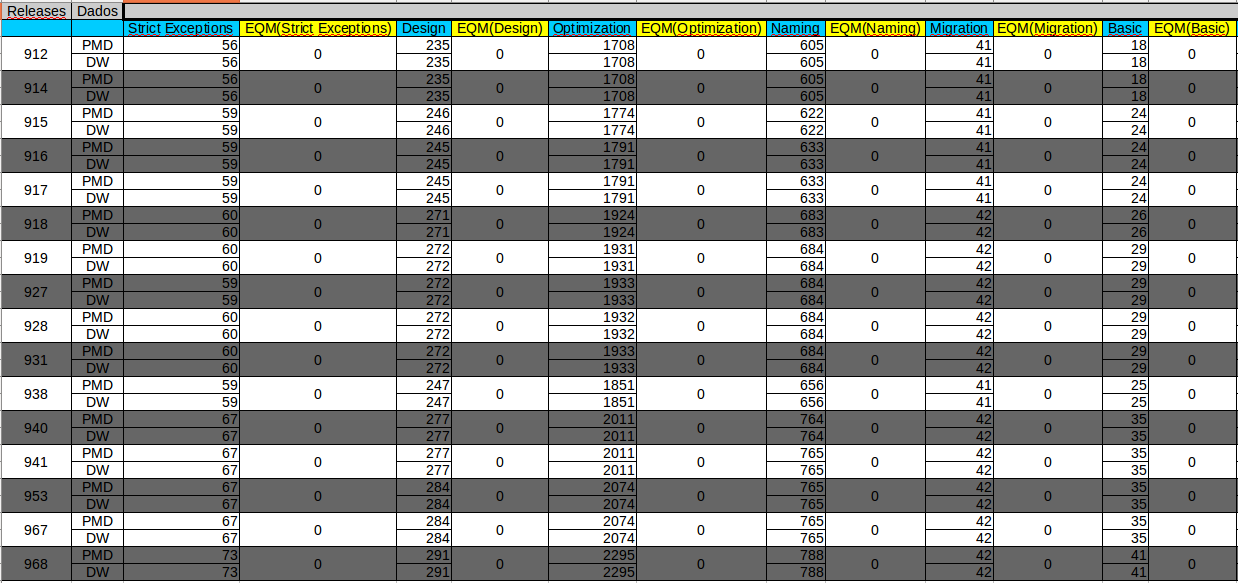 Releases Dados
Strict Exceptions EQM(Strict Exceptions) Design EQM(Design) Optimization EQM(Optimization) Naming EQM(Naming) Migration EQM(Migration) Basic EQM(Basic)
912 PMD 56 0 235 0 1708 0 605 0 41 0 18 0
DW 56 235 1708 605 41 18
914 PMD 56 0 235 0 1708 0 605 0 41 0 18 0
DW 56 235 1708 605 41 18
915 PMD 59 0 246 0 1774 0 622 0 41 0 24 0
DW 59 246 1774 622 41 24
916 PMD 59 0 245 0 1791 0 633 0 41 0 24 0
DW 59 245 1791 633 41 24
917 PMD 59 0 245 0 1791 0 633 0 41 0 24 0
DW 59 245 1791 633 41 24
918 PMD 60 0 271 0 1924 0 683 0 42 0 26 0
DW 60 271 1924 683 42 26
919 PMD 60 0 272 0 1931 0 684 0 42 0 29 0
DW 60 272 1931 684 42 29
927 PMD 59 0 272 0 1933 0 684 0 42 0 29 0
DW 59 272 1933 684 42 29
928 PMD 60 0 272 0 1932 0 684 0 42 0 29 0
DW 60 272 1932 684 42 29
931 PMD 60 0 272 0 1933 0 684 0 42 0 29 0
DW 60 272 1933 684 42 29
938 PMD 59 0 247 0 1851 0 656 0 41 0 25 0
DW 59 247 1851 656 41 25
940 PMD 67 0 277 0 2011 0 764 0 42 0 35 0
DW 67 277 2011 764 42 35
941 PMD 67 0 277 0 2011 0 765 0 42 0 35 0
DW 67 277 2011 765 42 35
953 PMD 67 0 284 0 2074 0 765 0 42 0 35 0
DW 67 284 2074 765 42 35
967 PMD 67 0 284 0 2074 0 765 0 42 0 35 0
DW 67 284 2074 765 42 35
968 PMD 73 0 291 0 2295 0 788 0 42 0 41 0
DW 73 291 2295 788 42 41